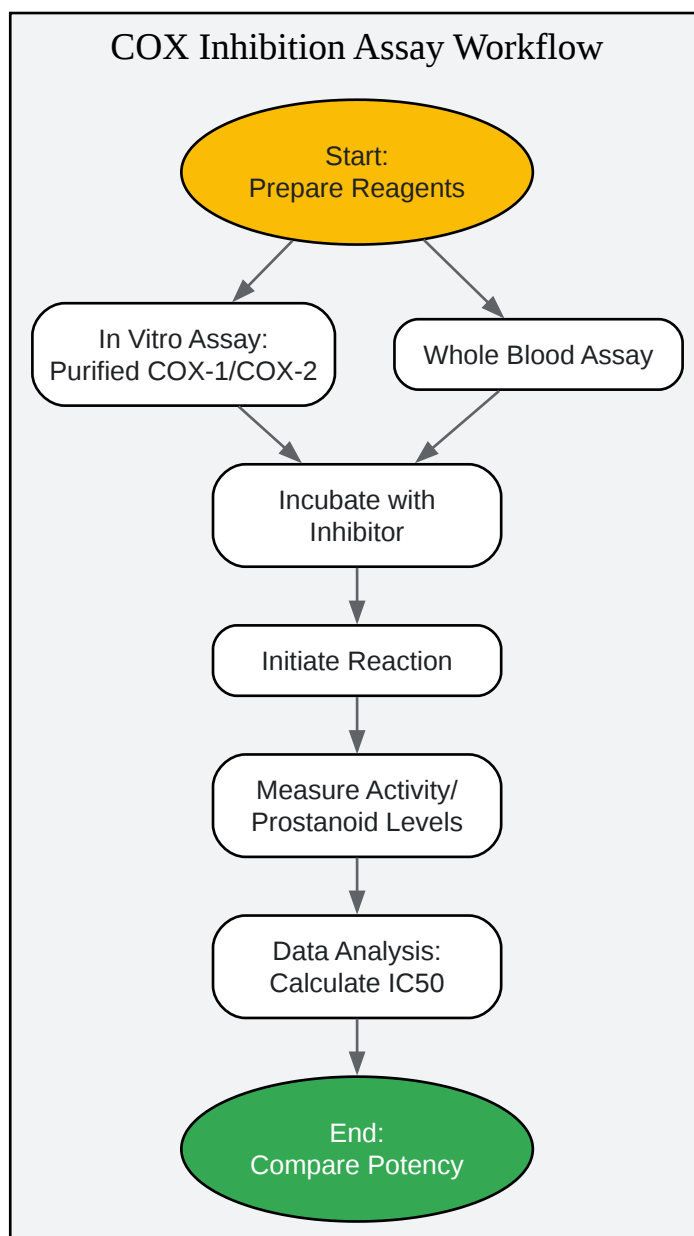 COX Inhibition Assay Workflow
Start:
Prepare Reagents
In Vitro Assay:
Purified COX-1/COX-2
Whole Blood Assay
Incubate with
Inhibitor
Initiate Reaction
Measure Activity/
Prostanoid Levels
Data Analysis:
Calculate IC50
End:
Compare Potency